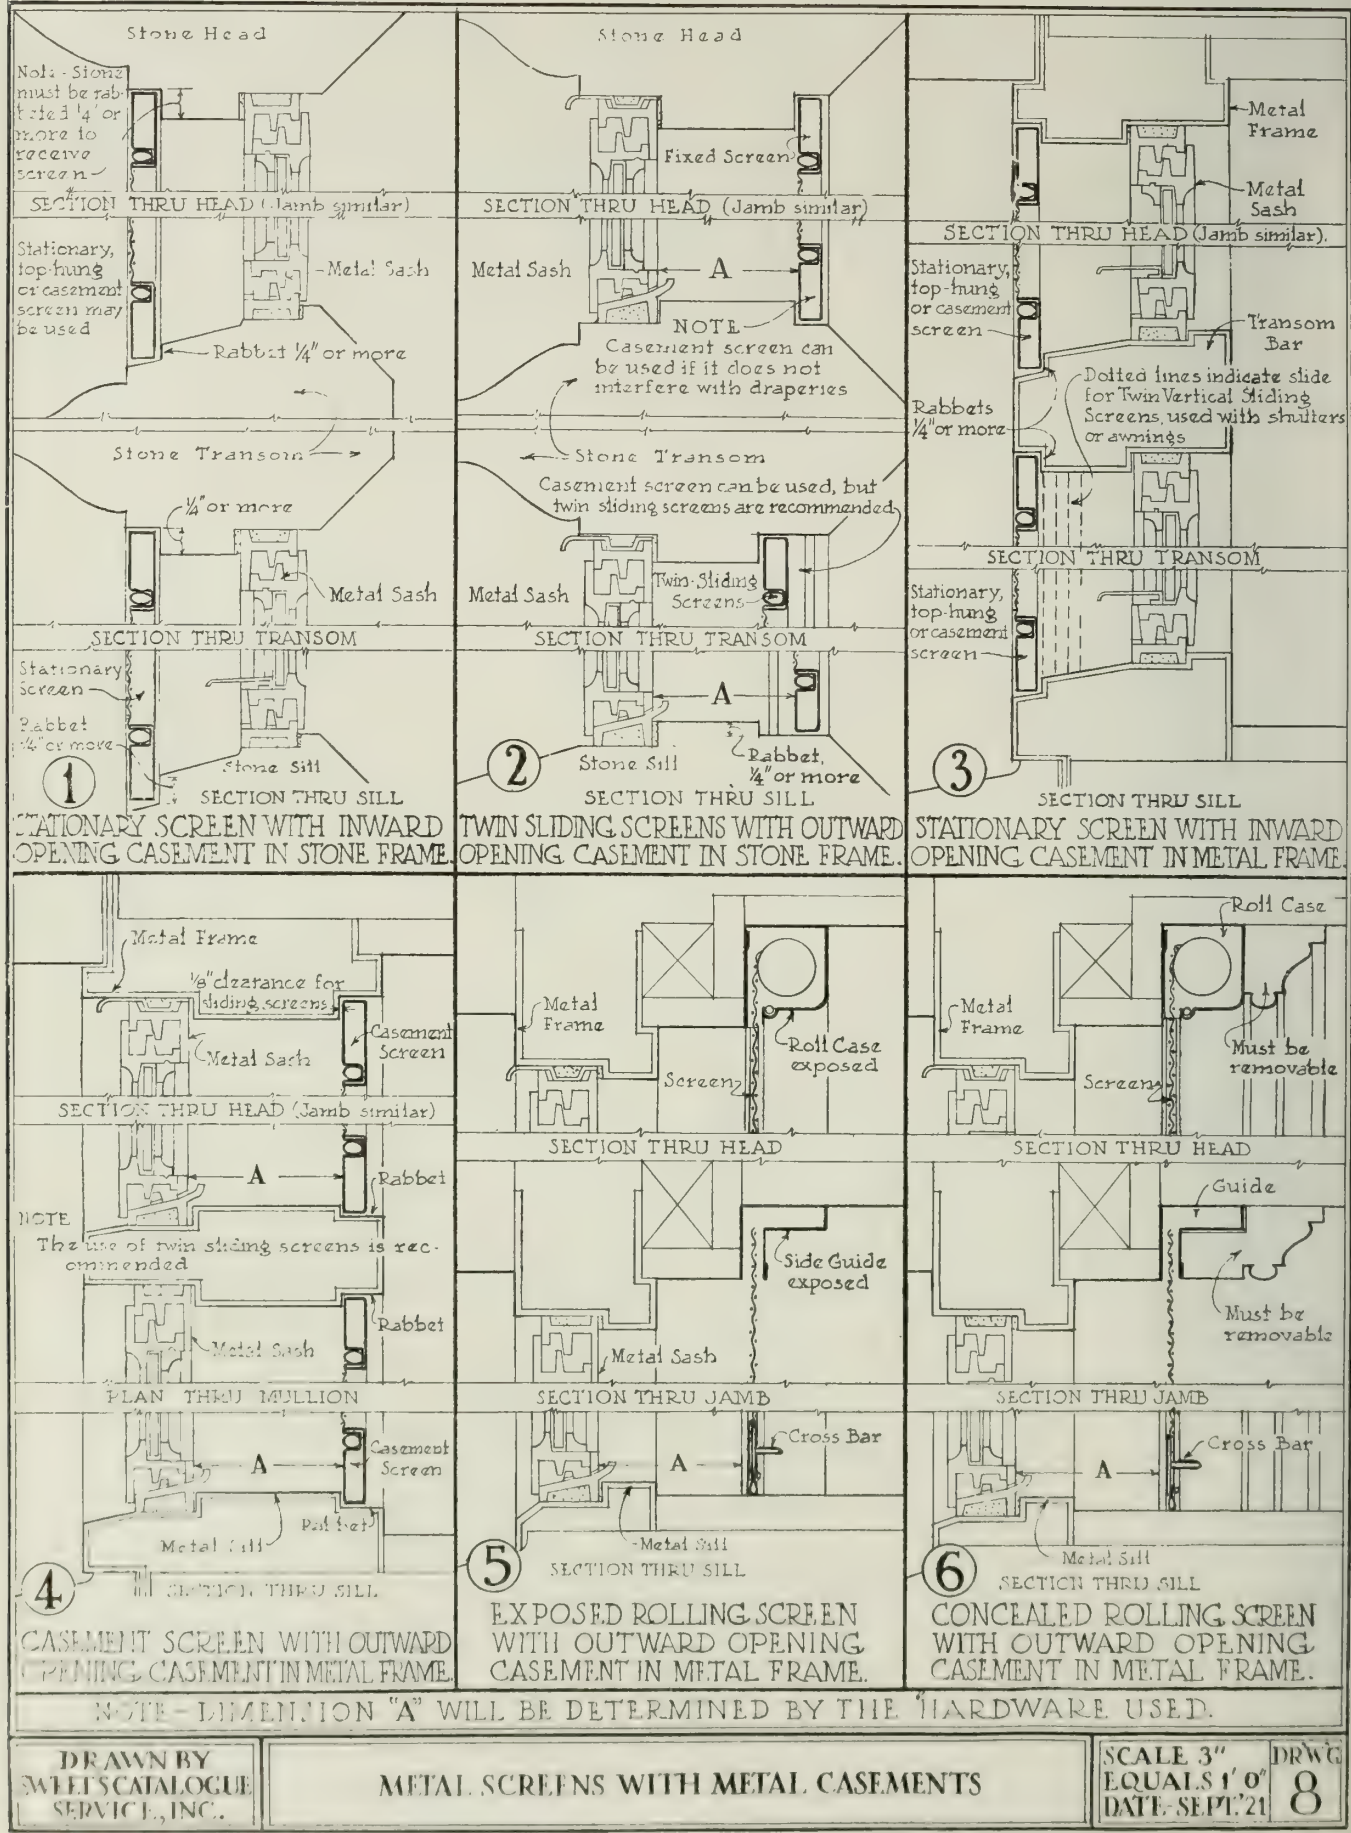 Stone Head
Note - Stone
must be rab-
beted ¼" or
more to
receive
screen
SECTION THRU HEAD (Jamb similar)
Stationary,
top-hung
or casement
screen may
be used
Metal Sash
Rabbet ¼" or more
Stone Transom
¼" or more
Metal Sash
SECTION THRU TRANSOM
Stationary
Screen
Rabbet
¼" or more
Stone Sill
1
SECTION THRU SILL
STATIONARY SCREEN WITH INWARD
OPENING CASEMENT IN STONE FRAME.
Stone Head
Fixed Screen
SECTION THRU HEAD (Jamb similar)
Metal Sash
A
NOTE
Casement screen can
be used if it does not
interfere with draperies
Stone Transom
Casement screen can be used, but
twin sliding screens are recommended
Metal Sash
Twin-Sliding
Screens
SECTION THRU TRANSOM
A
2
Stone Sill
Rabbet,
¼" or more
SECTION THRU SILL
TWIN SLIDING SCREENS WITH OUTWARD
OPENING CASEMENT IN STONE FRAME.
Metal
Frame
Metal
Sash
SECTION THRU HEAD (Jamb similar).
Stationary,
top-hung
or casement
screen
Transom
Bar
Dotted lines indicate slide
for Twin Vertical Sliding
Screens, used with shutters
or awnings
Rabbets
¼" or more
SECTION THRU TRANSOM
Stationary,
top-hung
or casement
screen
3
SECTION THRU SILL
STATIONARY SCREEN WITH INWARD
OPENING CASEMENT IN METAL FRAME.
Metal Frame
⅛" clearance for
sliding screens
Metal Sash
Casement
Screen
SECTION THRU HEAD (Jamb similar)
A
Rabbet
NOTE
The use of twin sliding screens is rec-
ommended
Rabbet
Metal Sash
PLAN THRU MULLION
A
Casement
Screen
Rabbet
Metal Sill
4
SECTION THRU SILL
CASEMENT SCREEN WITH OUTWARD
OPENING CASEMENT IN METAL FRAME.
Metal
Frame
Roll Case
exposed
Screen
SECTION THRU HEAD
Side Guide
exposed
Metal Sash
SECTION THRU JAMB
Cross Bar
A
Metal Sill
5
SECTION THRU SILL
EXPOSED ROLLING SCREEN
WITH OUTWARD OPENING
CASEMENT IN METAL FRAME.
Roll Case
Metal
Frame
Must be
removable
Screen
SECTION THRU HEAD
Guide
Must be
removable
SECTION THRU JAMB
Cross Bar
A
Metal Sill
6
SECTION THRU SILL
CONCEALED ROLLING SCREEN
WITH OUTWARD OPENING
CASEMENT IN METAL FRAME.
NOTE - DIMENSION "A" WILL BE DETERMINED BY THE HARDWARE USED.
DRAWN BY
SWEET'S CATALOGUE
SERVICE, INC.
METAL SCREENS WITH METAL CASEMENTS
SCALE 3"
EQUALS 1' 0"
DATE-SEPT. '21
DRWG
8